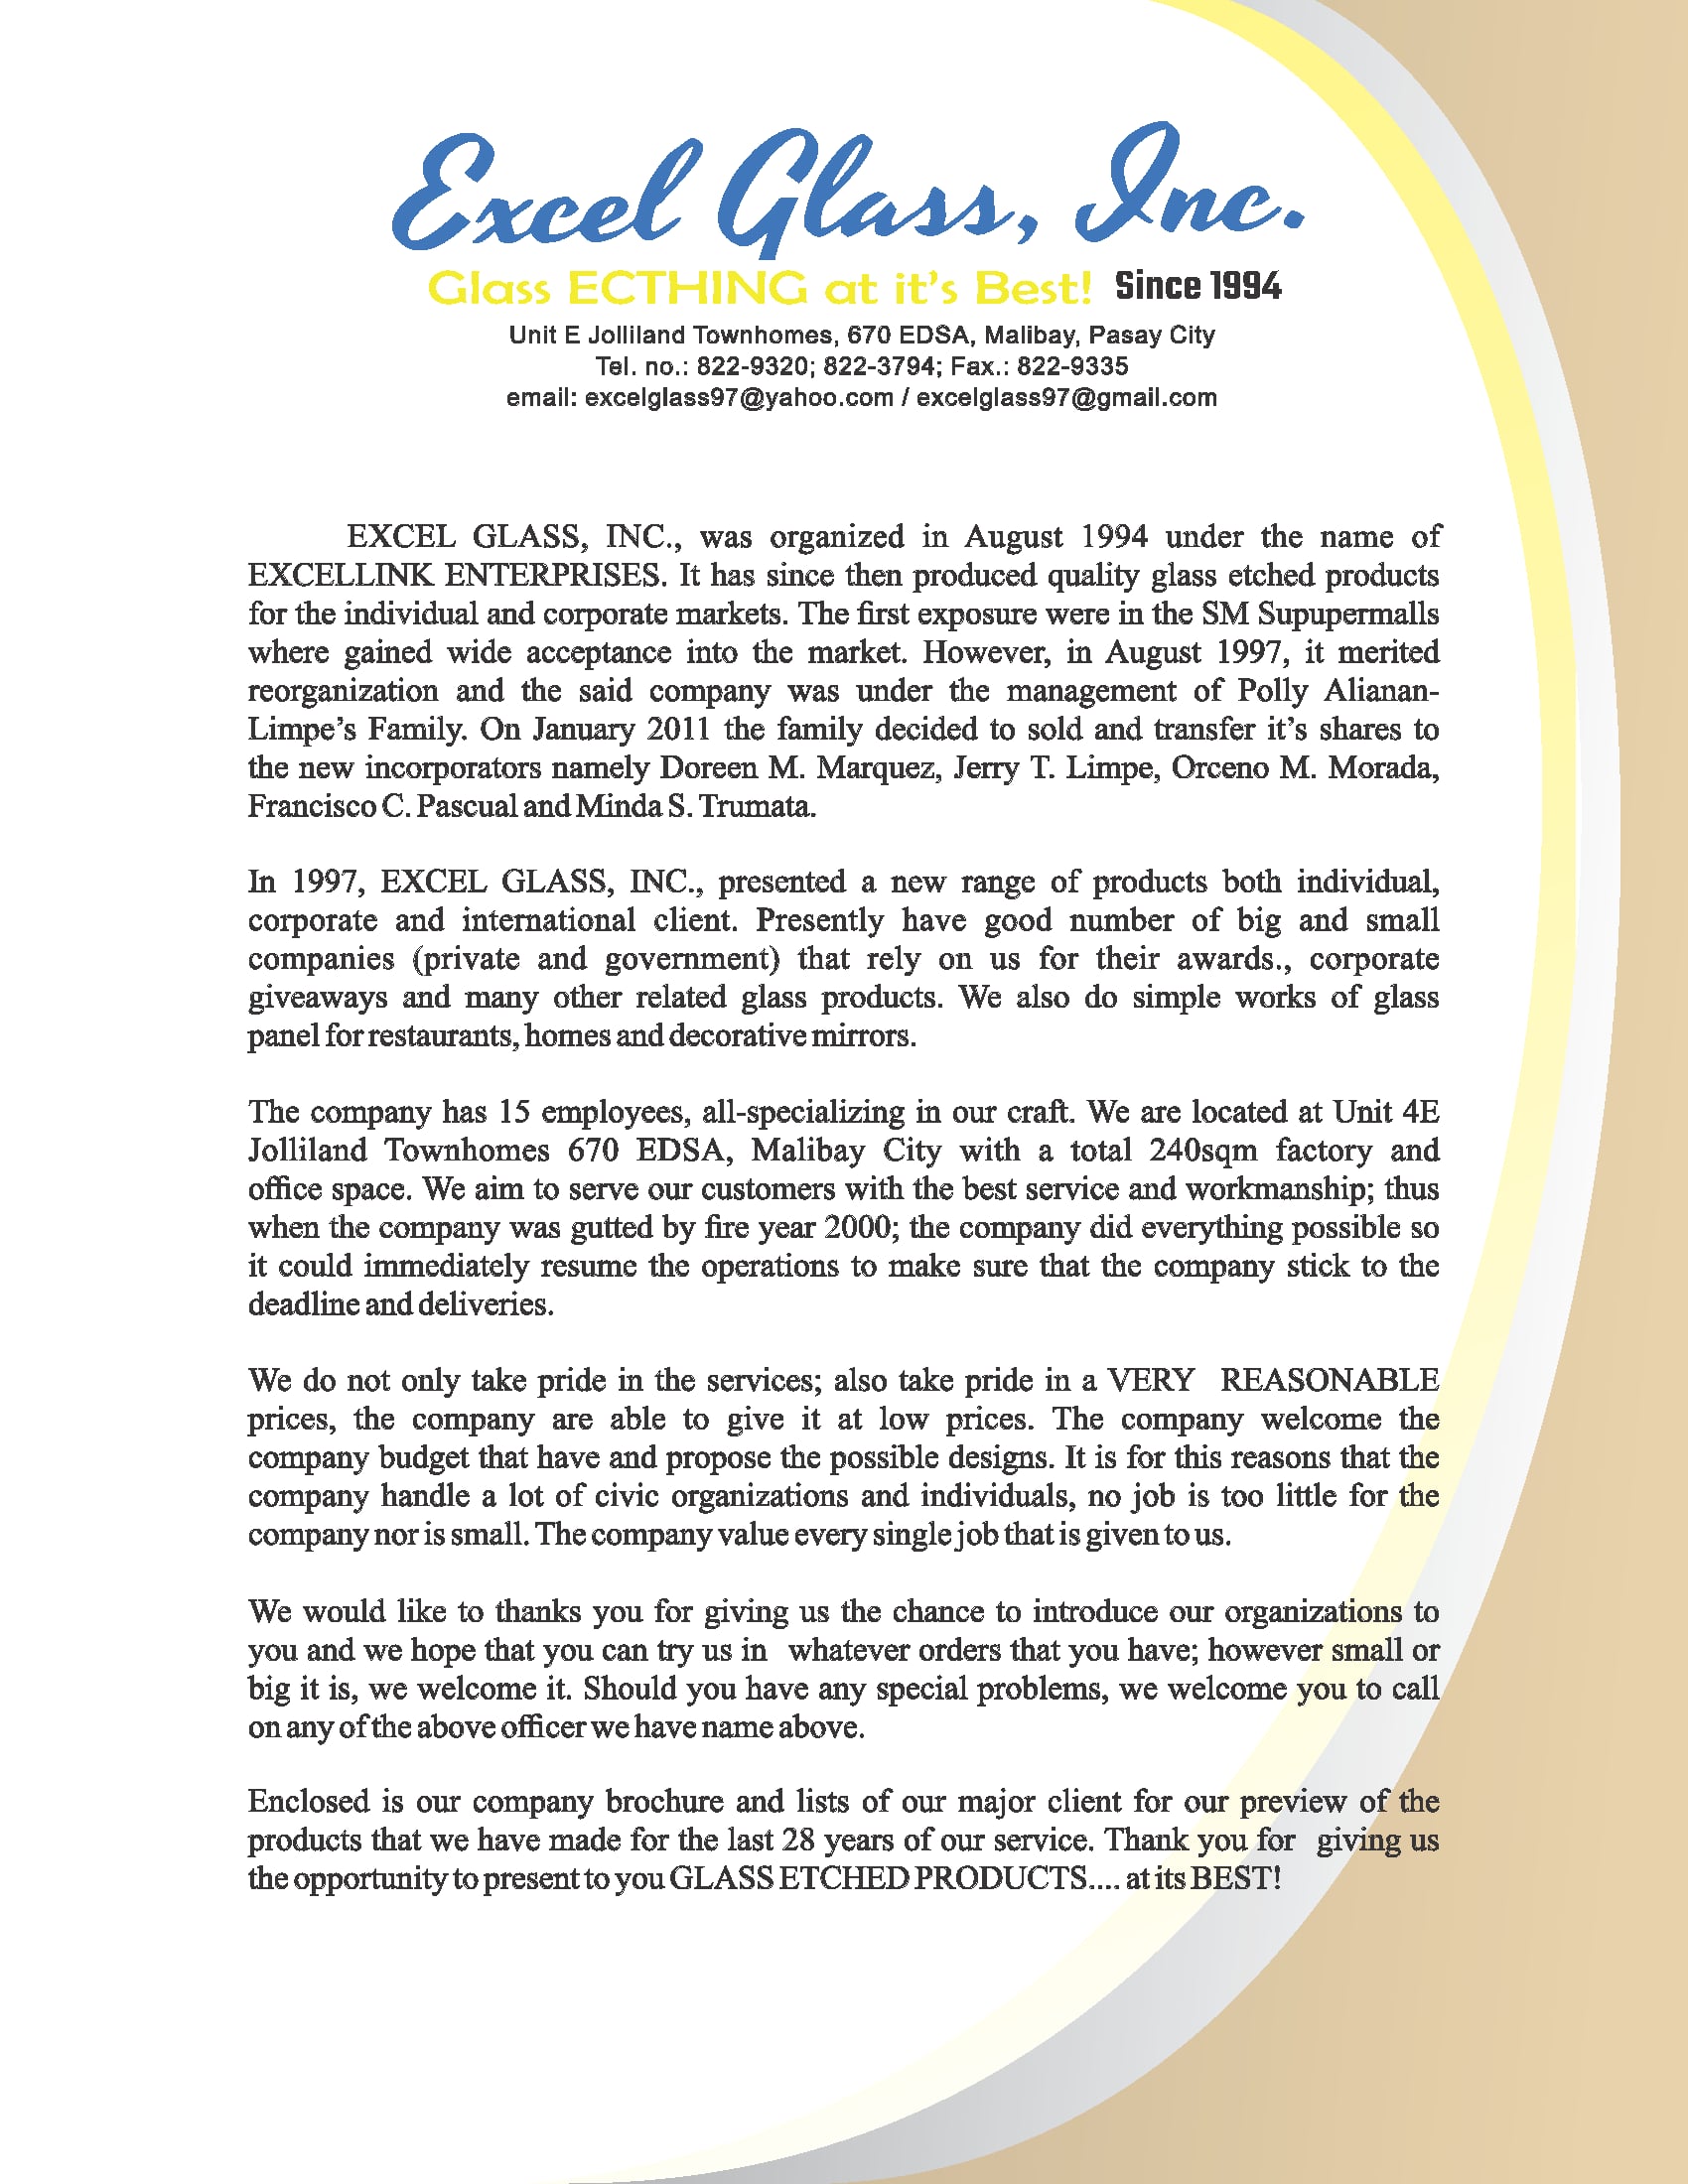 Excel Glass, Inc.
Glass ECTHING at it's Best! Since 1994
Unit E Jolliland Townhomes, 670 EDSA, Malibay, Pasay City
Tel. no.: 822-9320; 822-3794; Fax.: 822-9335
email: excelglass97@yahoo.com / excelglass97@gmail.com
EXCEL GLASS, INC., was organized in August 1994 under the name of
EXCELLINK ENTERPRISES. It has since then produced quality glass etched products
for the individual and corporate markets. The first exposure were in the SM Supupermalls
where gained wide acceptance into the market. However, in August 1997, it merited
reorganization and the said company was under the management of Polly Alianan-
Limpe's Family. On January 2011 the family decided to sold and transfer it's shares to
the new incorporators namely Doreen M. Marquez, Jerry T. Limpe, Orceno M. Morada,
Francisco C. Pascual and Minda S. Trumata.
In 1997, EXCEL GLASS, INC., presented a new range of products both individual,
corporate and international client. Presently have good number of big and small
companies (private and government) that rely on us for their awards., corporate
giveaways and many other related glass products. We also do simple works of glass
panel for restaurants, homes and decorative mirrors.
The company has 15 employees, all-specializing in our craft. We are located at Unit 4E
Jolliland Townhomes 670 EDSA, Malibay City with a total 240sqm factory and
office space. We aim to serve our customers with the best service and workmanship; thus
when the company was gutted by fire year 2000; the company did everything possible so
it could immediately resume the operations to make sure that the company stick to the
deadline and deliveries.
We do not only take pride in the services; also take pride in a VERY REASONABLE
prices, the company are able to give it at low prices. The company welcome the
company budget that have and propose the possible designs. It is for this reasons that the
company handle a lot of civic organizations and individuals, no job is too little for the
company nor is small. The company value every single job that is given to us.
We would like to thanks you for giving us the chance to introduce our organizations to
you and we hope that you can try us in whatever orders that you have; however small or
big it is, we welcome it. Should you have any special problems, we welcome you to call
on any of the above officer we have name above.
Enclosed is our company brochure and lists of our major client for our preview of the
products that we have made for the last 28 years of our service. Thank you for giving us
the opportunity to present to you GLASS ETCHED PRODUCTS.... at its BEST!